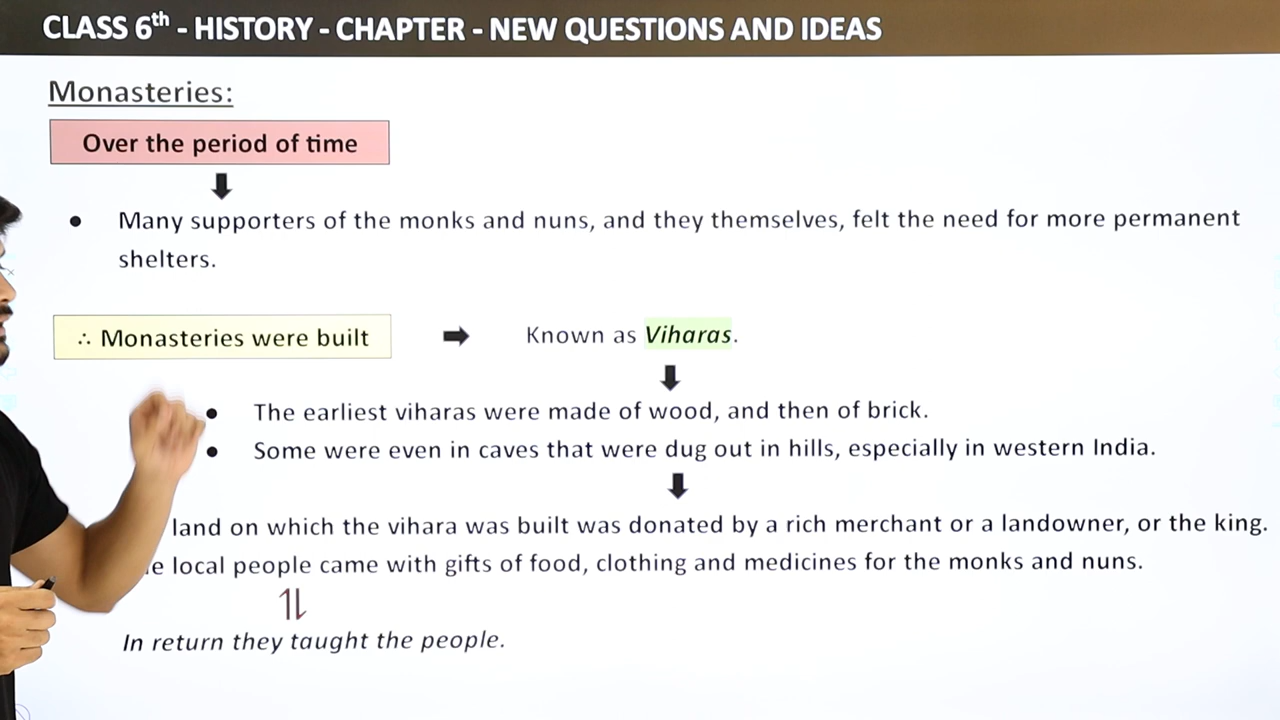 CLASS 6th - HISTORY - CHAPTER - NEW QUESTIONS AND IDEAS
Monasteries:
Over the period of time
• Many supporters of the monks and nuns, and they themselves, felt the need for more permanent
shelters.
∴ Monasteries were built
Known as Viharas.
• The earliest viharas were made of wood, and then of brick.
• Some were even in caves that were dug out in hills, especially in western India.
land on which the vihara was built was donated by a rich merchant or a landowner, or the king.
local people came with gifts of food, clothing and medicines for the monks and nuns.
In return they taught the people.